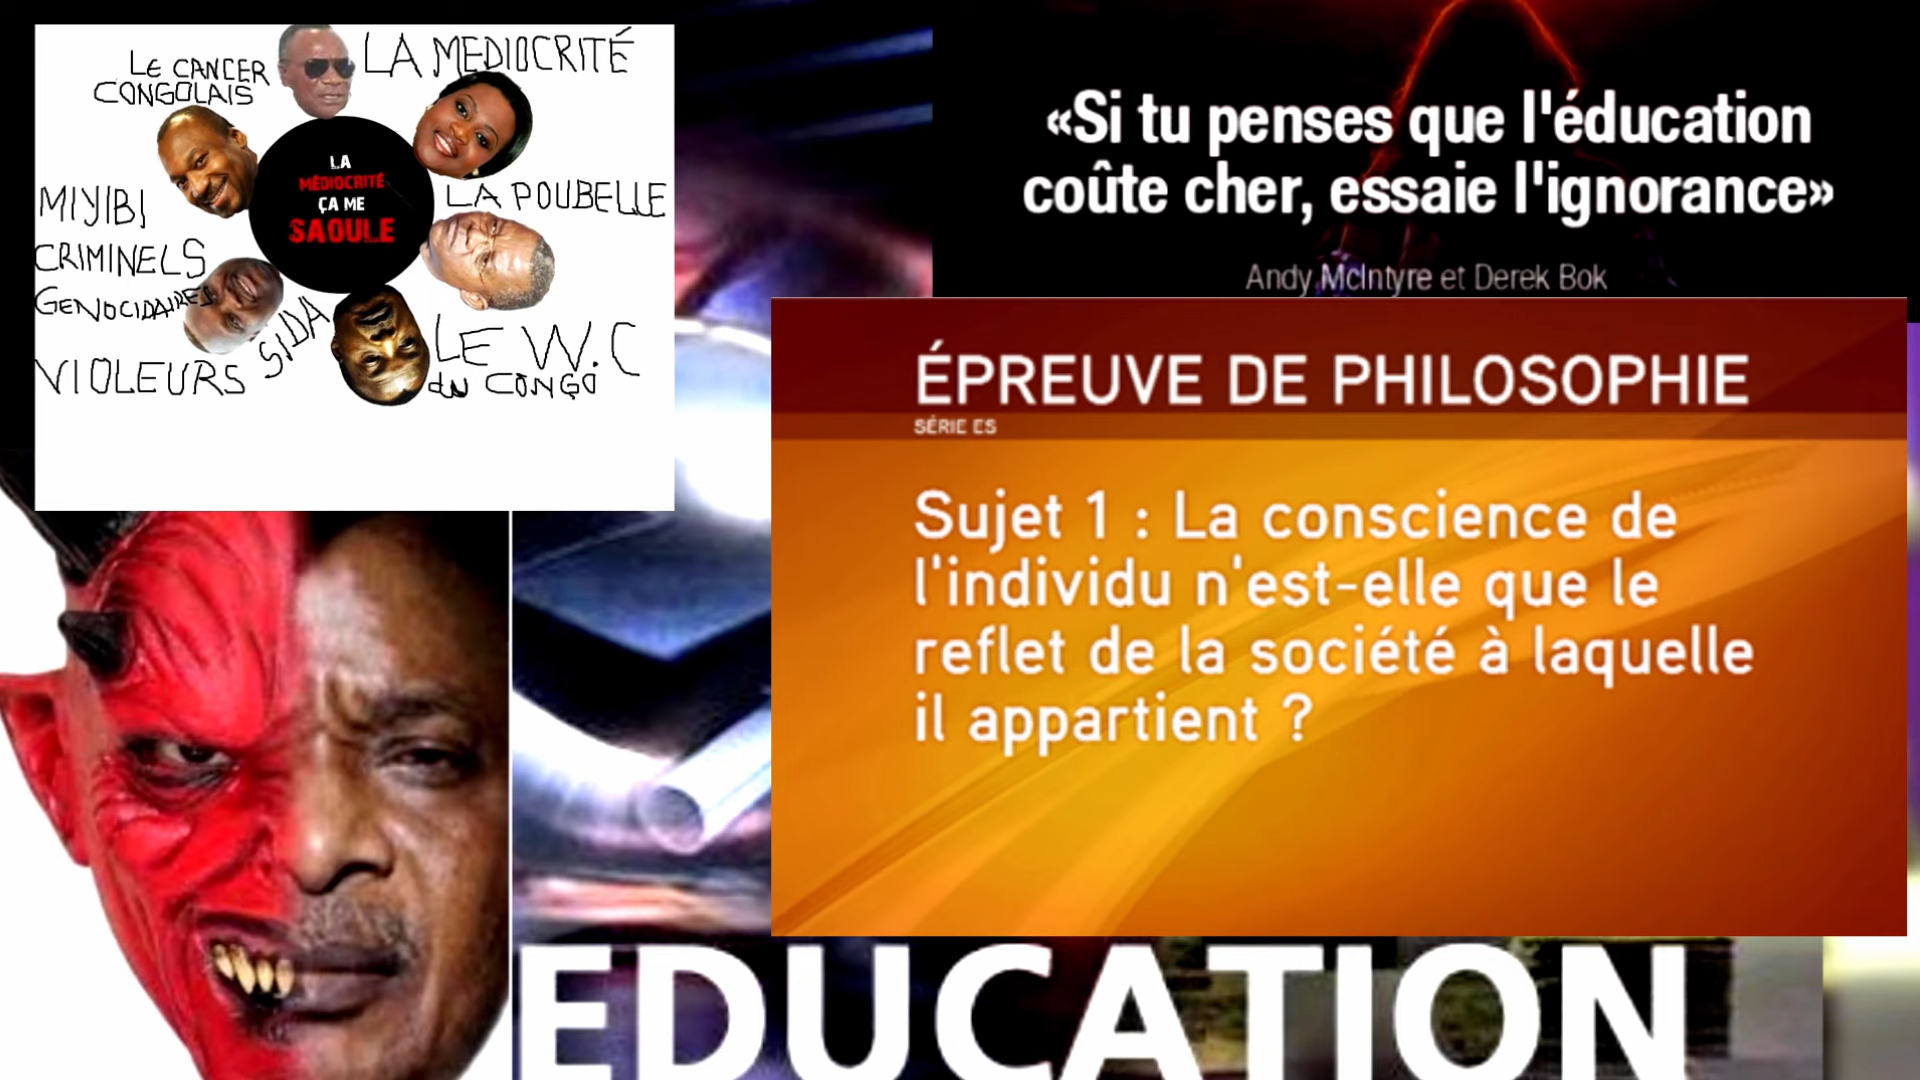 LE CANCER
CONGOLAIS
LA MEDIOCRITÉ
LA
MÉDIOCRITÉ
ÇA ME
SAOULE
MIYIBI
CRIMINELS
GENOCIDAIRES
VIOLEURS
SIDA
LA POUBELLE
LE W.C
du CONGO
«Si tu penses que l'éducation
coûte cher, essaie l'ignorance»
Andy McIntyre et Derek Bok
ÉPREUVE DE PHILOSOPHIE
SÉRIE ES
Sujet 1 : La conscience de
l'individu n'est-elle que le
reflet de la société à laquelle
il appartient ?
EDUCATION